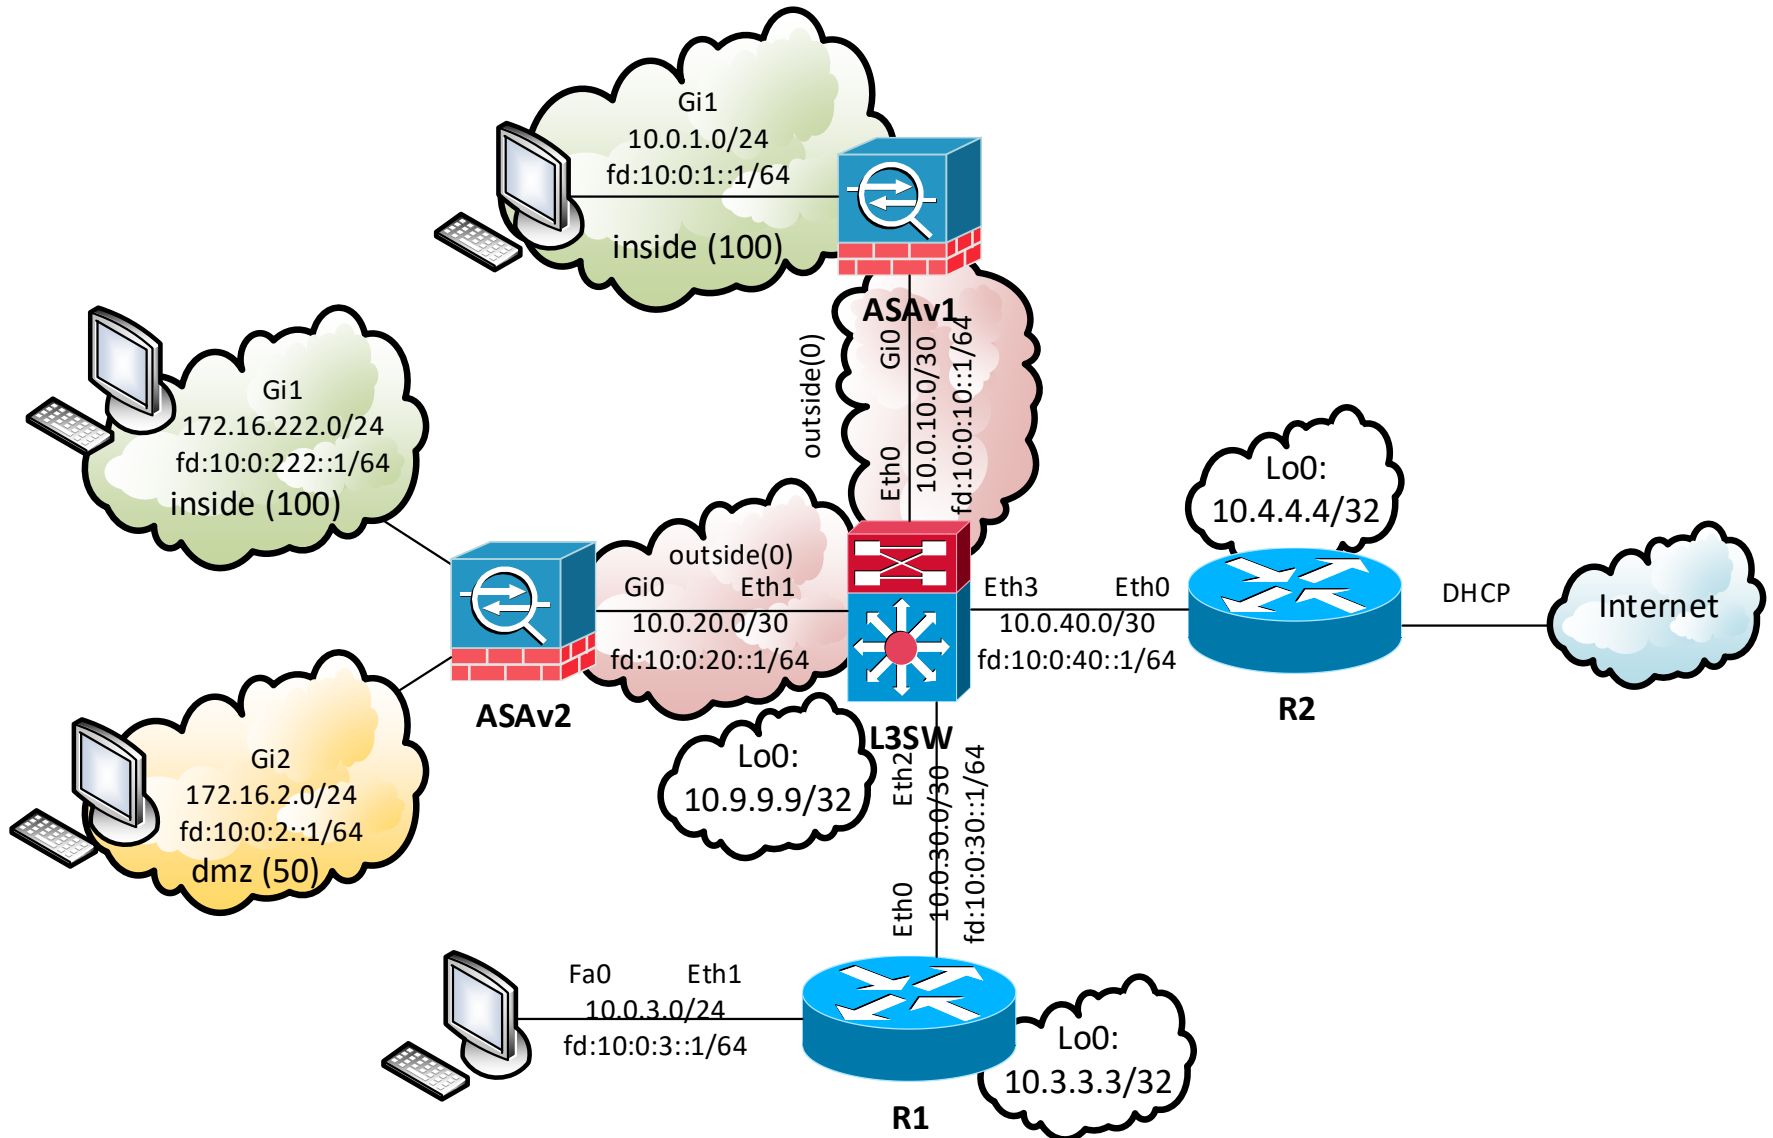 Gi1
10.0.1.0/24
fd:10:0:1::1/64
inside (100)
ASAv1
outside(0)
Gi0
Eth0
10.0.10.0/30
fd:10:0:10::1/64
Gi1
172.16.222.0/24
fd:10:0:222::1/64
inside (100)
outside(0)
Gi0 Eth1
10.0.20.0/30
fd:10:0:20::1/64
ASAv2
Gi2
172.16.2.0/24
fd:10:0:2::1/64
dmz (50)
L3SW
Lo0:
10.9.9.9/32
Eth3 Eth0
10.0.40.0/30
fd:10:0:40::1/64
Lo0:
10.4.4.4/32
R2
DHCP
Internet
Eth2
Eth0
10.0.30.0/30
fd:10:0:30::1/64
Fa0 Eth1
10.0.3.0/24
fd:10:0:3::1/64
R1
Lo0:
10.3.3.3/32